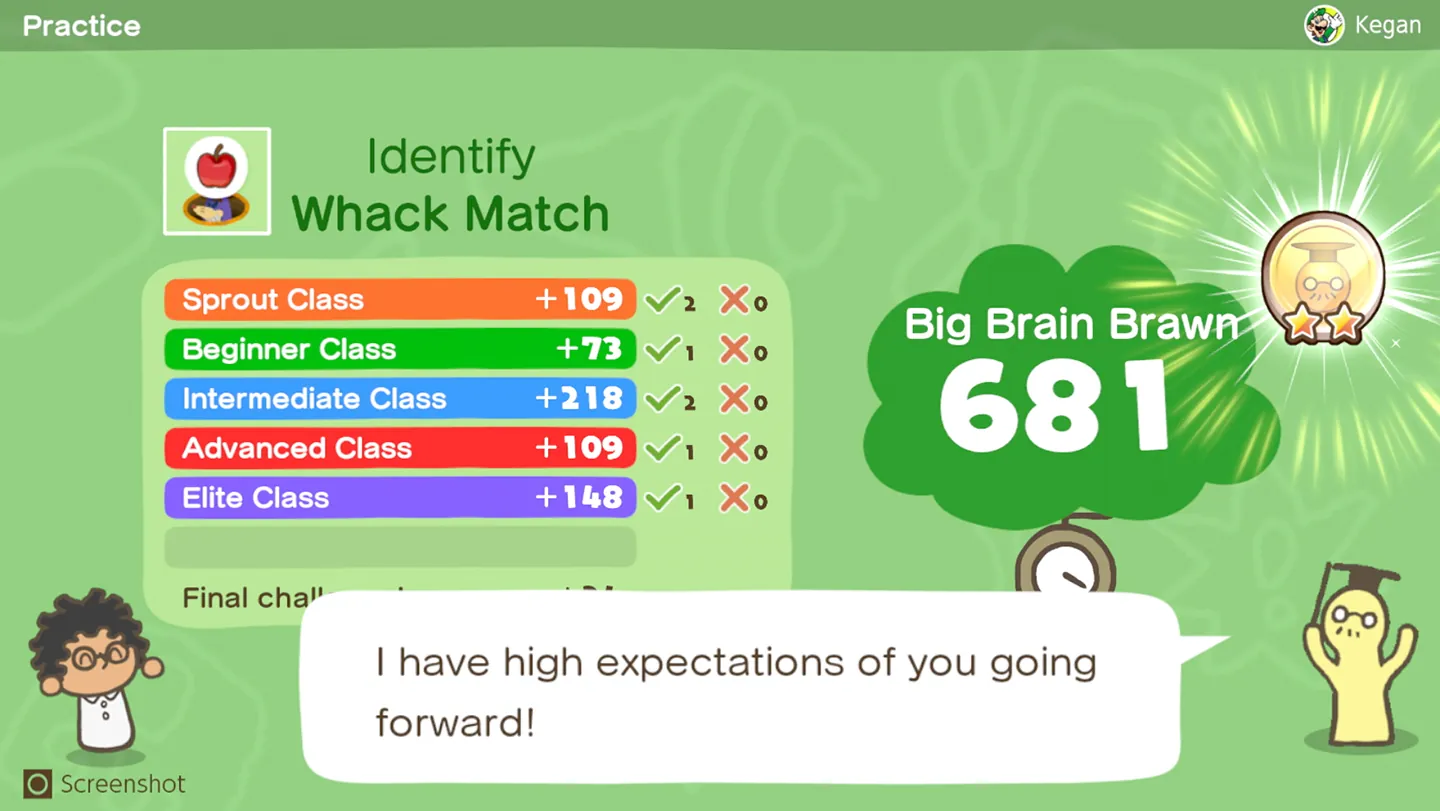 Practice
Kegan
Identify
Whack Match
Sprout Class +109 2 0
Beginner Class +73 1 0
Intermediate Class +218 2 0
Advanced Class +109 1 0
Elite Class +148 1 0
Final
Big Brain Brawn
681
I have high expectations of you going
forward!
Screenshot